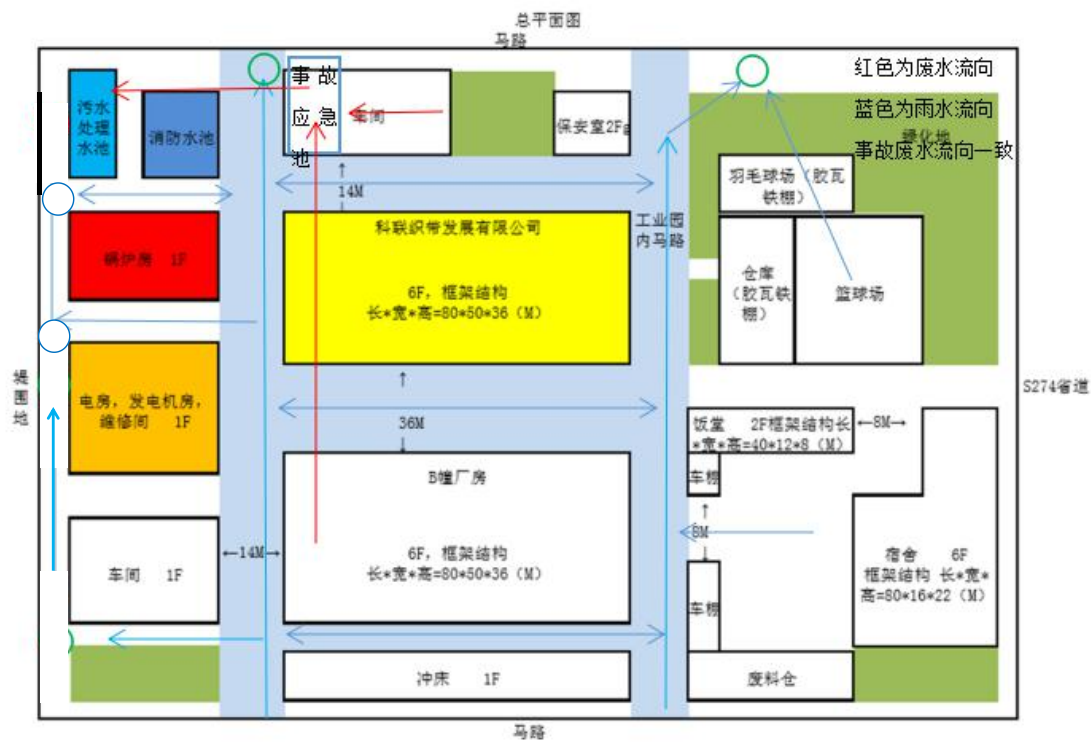 总平面图
马路
红色为废水流向
蓝色为雨水流向
绿化地
事故废水流向一致
事故
应急
池
车间
污水
处理
水池
消防水池
保安室2F
14M
羽毛球场（胶瓦
铁棚）
科联织带发展有限公司
6F，框架结构
长*宽*高=80*50*36（M）
工业园
内马路
仓库
（胶瓦铁
棚）
篮球场
锅炉房 1F
电房，发电机房，
维修间 1F
堤
围
地
S274省道
36M
饭堂 2F框架结构长
*宽*高=40*12*8（M）
←8M→
车棚
B幢厂房
6F，框架结构
长*宽*高=80*50*36（M）
8M
←14M→
车间 1F
宿舍 6F
框架结构 长*宽*
高=80*16*22（M）
车棚
冲床 1F
废料仓
马路